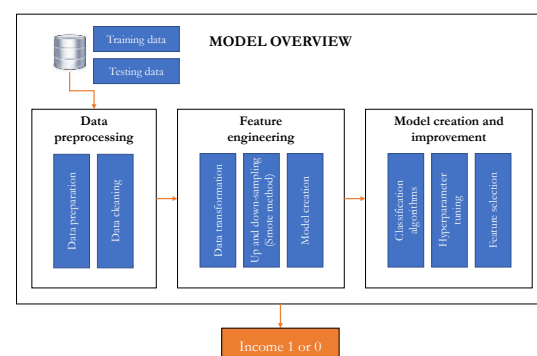 MODEL OVERVIEW
Training data
Testing data
Data
preprocessing
Data preparation
Data cleaning
Feature
engineering
Data transformation
Up and down-sampling
(Smote method)
Model creation
Model creation and
improvement
Classification
algorithms
Hyperparameter
tuning
Feature selection
Income 1 or 0